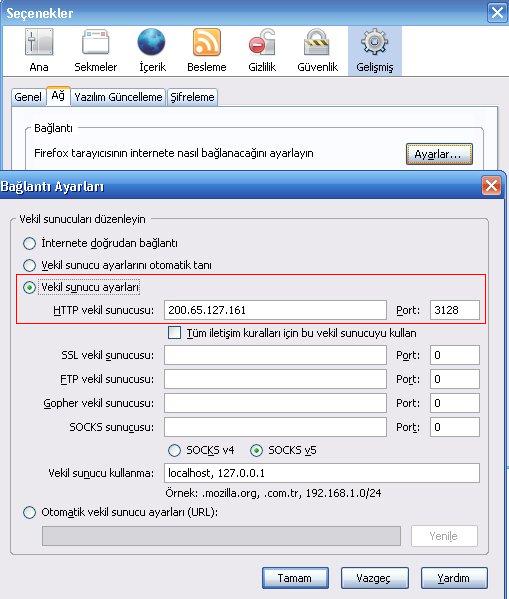 Seçenekler
Ana Sekmeler İçerik Besleme Gizlilik Güvenlik Gelişmiş
Genel Ağ Yazılım Güncelleme Şifreleme
Bağlantı
Firefox tarayıcısının internete nasıl bağlanacağını ayarlayın Ayarlar...
Bağlantı Ayarları
Vekil sunucuları düzenleyin
İnternete doğrudan bağlantı
Vekil sunucu ayarlarını otomatik tanı
Vekil sunucu ayarları
HTTP vekil sunucusu: 200.65.127.161 Port: 3128
Tüm iletişim kuralları için bu vekil sunucuyu kullan
SSL vekil sunucusu: Port: 0
FTP vekil sunucusu: Port: 0
Gopher vekil sunucusu: Port: 0
SOCKS sunucusu: Port: 0
SOCKS v4 SOCKS v5
Vekil sunucu kullanma: localhost, 127.0.0.1
Örnek: .mozilla.org, .com.tr, 192.168.1.0/24
Otomatik vekil sunucu ayarları (URL):
Yenile
Tamam Vazgeç Yardım